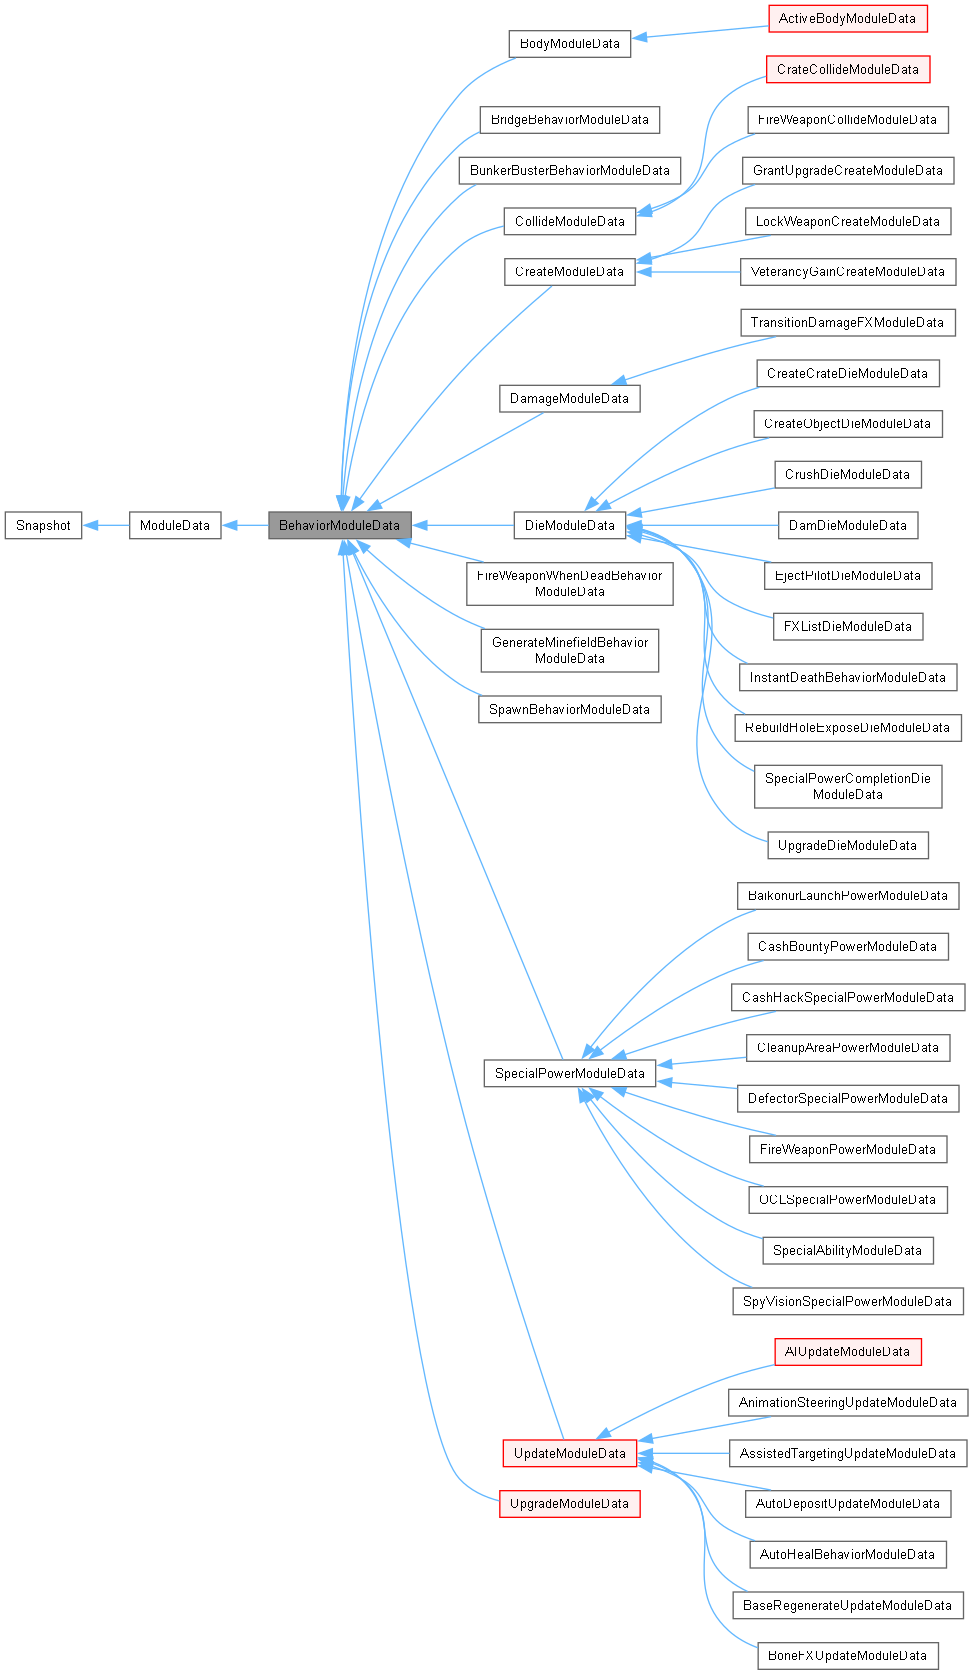 ActiveBodyModuleData
BodyModuleData
CrateCollideModuleData
BridgeBehaviorModuleData
FireWeaponCollideModuleData
BunkerBusterBehaviorModuleData
GrantUpgradeCreateModuleData
CollideModuleData
LockWeaponCreateModuleData
CreateModuleData
VeterancyGainCreateModuleData
TransitionDamageFXModuleData
CreateCrateDieModuleData
DamageModuleData
CreateObjectDieModuleData
CrushDieModuleData
Snapshot
ModuleData
BehaviorModuleData
DieModuleData
DamDieModuleData
FireWeaponWhenDeadBehavior
ModuleData
EjectPilotDieModuleData
FXListDieModuleData
GenerateMinefieldBehavior
ModuleData
InstantDeathBehaviorModuleData
SpawnBehaviorModuleData
RebuildHoleExposeDieModuleData
SpecialPowerCompletionDie
ModuleData
UpgradeDieModuleData
BaikonurLaunchPowerModuleData
CashBountyPowerModuleData
CashHackSpecialPowerModuleData
CleanupAreaPowerModuleData
SpecialPowerModuleData
DefectorSpecialPowerModuleData
FireWeaponPowerModuleData
OCLSpecialPowerModuleData
SpecialAbilityModuleData
SpyVisionSpecialPowerModuleData
AIUpdateModuleData
AnimationSteeringUpdateModuleData
UpdateModuleData
AssistedTargetingUpdateModuleData
UpgradeModuleData
AutoDepositUpdateModuleData
AutoHealBehaviorModuleData
BaseRegenerateUpdateModuleData
BoneFXUpdateModuleData